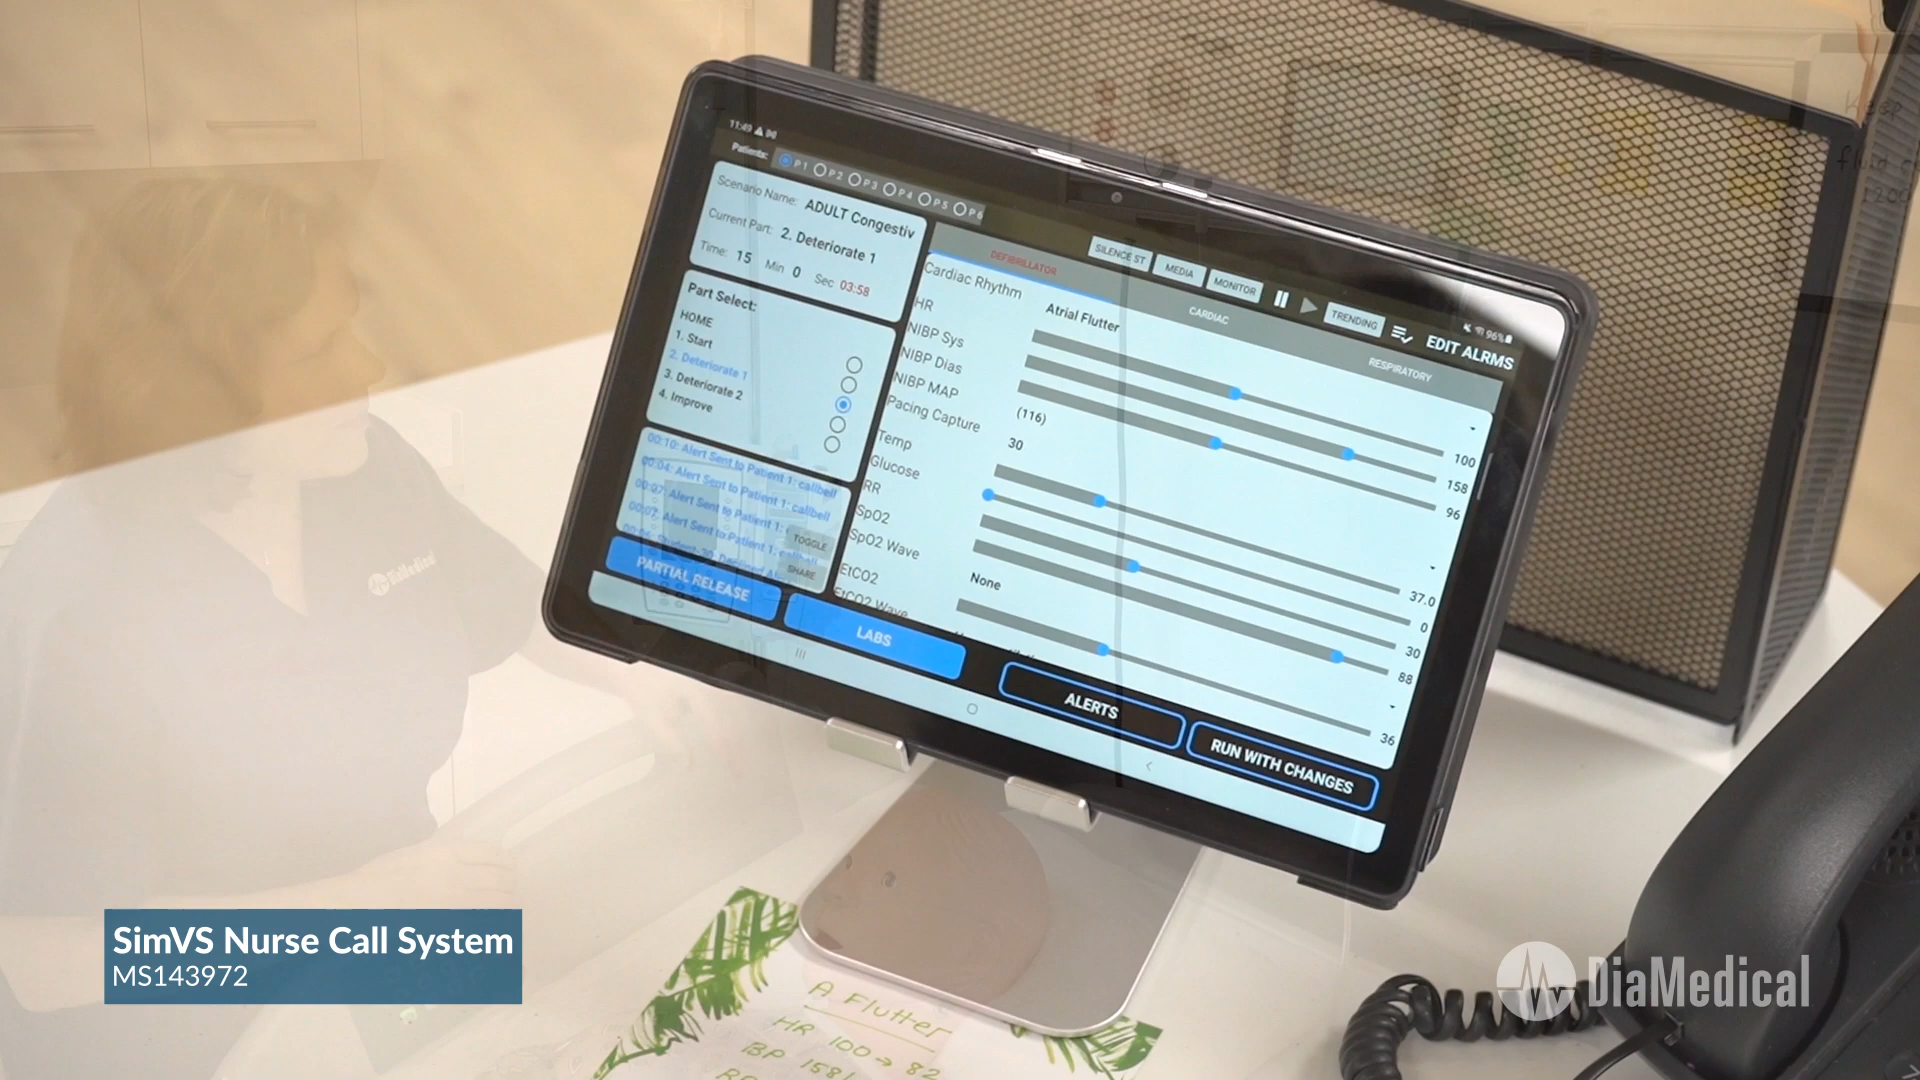 11:49
Patients: P1 P2 P3 P4 P5 P6
Scenario Name: ADULT Congestiv
Current Part: 2. Deteriorate 1
Time: 15 Min 0 Sec 03:58
Part Select:
HOME
1. Start
2. Deteriorate 1
3. Deteriorate 2
4. Improve
00:10: Alert Sent to Patient 1: callbell
00:04: Alert Sent to Patient 1: callbell
00:07: Alert Sent to Patient 1:
00:07: Alert Sent to Patient 1: callbell
TOGGLE
SHARE
PARTIAL RELEASE
LABS
ALERTS
RUN WITH CHANGES
SILENCE ST
MEDIA
MONITOR
TRENDING
EDIT ALRMS
96%
DEFIBRILLATOR
CARDIAC
RESPIRATORY
Cardiac Rhythm Atrial Flutter
HR 100
NIBP Sys 158
NIBP Dias 96
NIBP MAP (116)
Pacing Capture 30
Temp 37.0
Glucose 0
RR 30
SpO2 88
SpO2 Wave None
EtCO2 36
EtCO2 Wave
Keep
fluid
1200
A Flutter
HR 100 → 82
BP 158/
SimVS Nurse Call System
MS143972
DiaMedical
DiaMedical